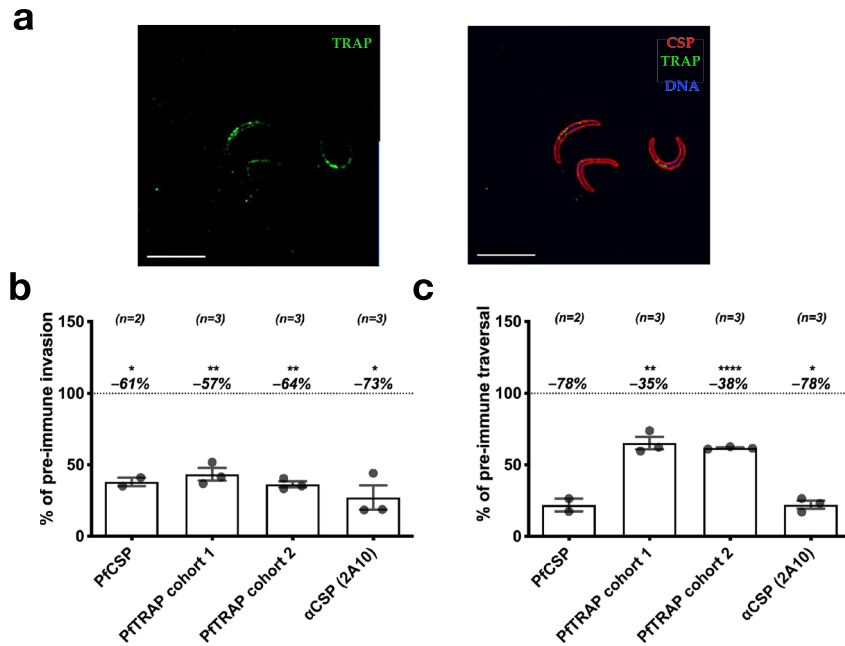 a
TRAP
CSP
TRAP
DNA
b
% of pre-immune invasion
150
100
50
0
(n=2) (n=3) (n=3) (n=3)
* ** ** *
–61% –57% –64% –73%
PfCSP
PfTRAP cohort 1
PfTRAP cohort 2
αCSP (2A10)
c
% of pre-immune traversal
150
100
50
0
(n=2) (n=3) (n=3) (n=3)
** **** *
–78% –35% –38% –78%
PfCSP
PfTRAP cohort 1
PfTRAP cohort 2
αCSP (2A10)